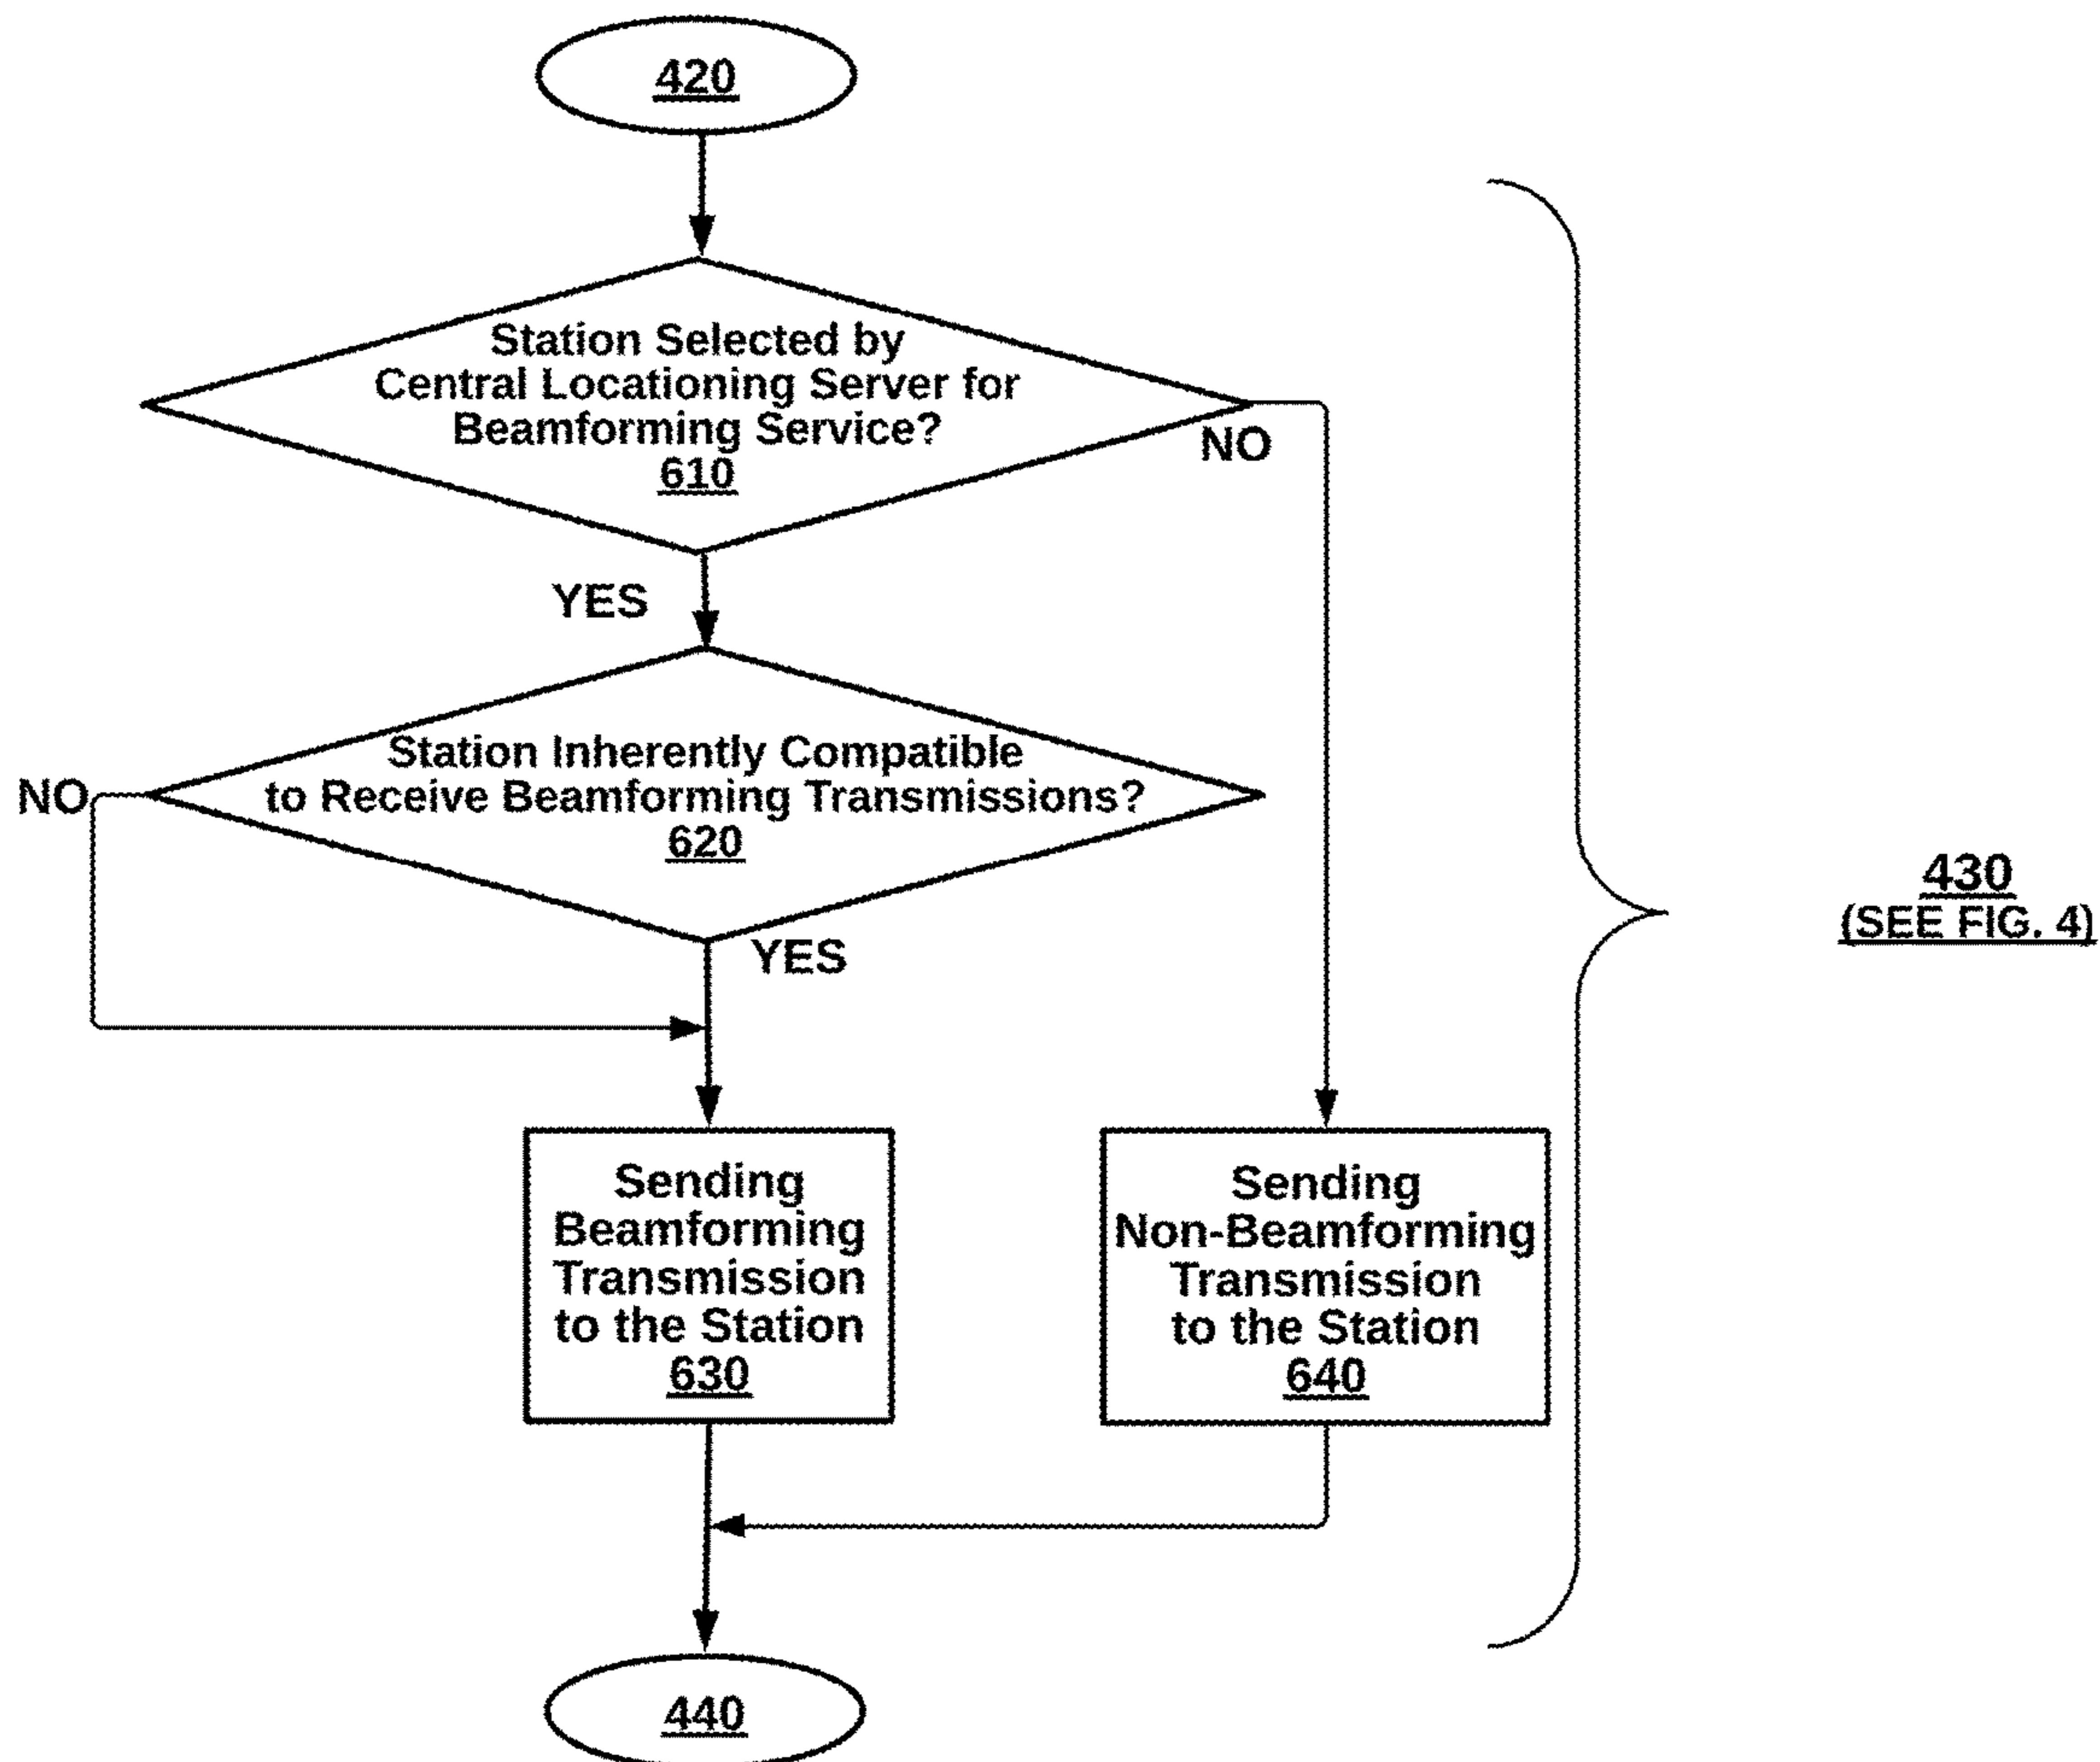 420
Station Selected by
Central Locationing Server for
Beamforming Service?
610
NO
YES
Station Inherently Compatible
to Receive Beamforming Transmissions?
620
NO
YES
430
(SEE FIG. 4)
Sending
Beamforming
Transmission
to the Station
630
Sending
Non-Beamforming
Transmission
to the Station
640
440